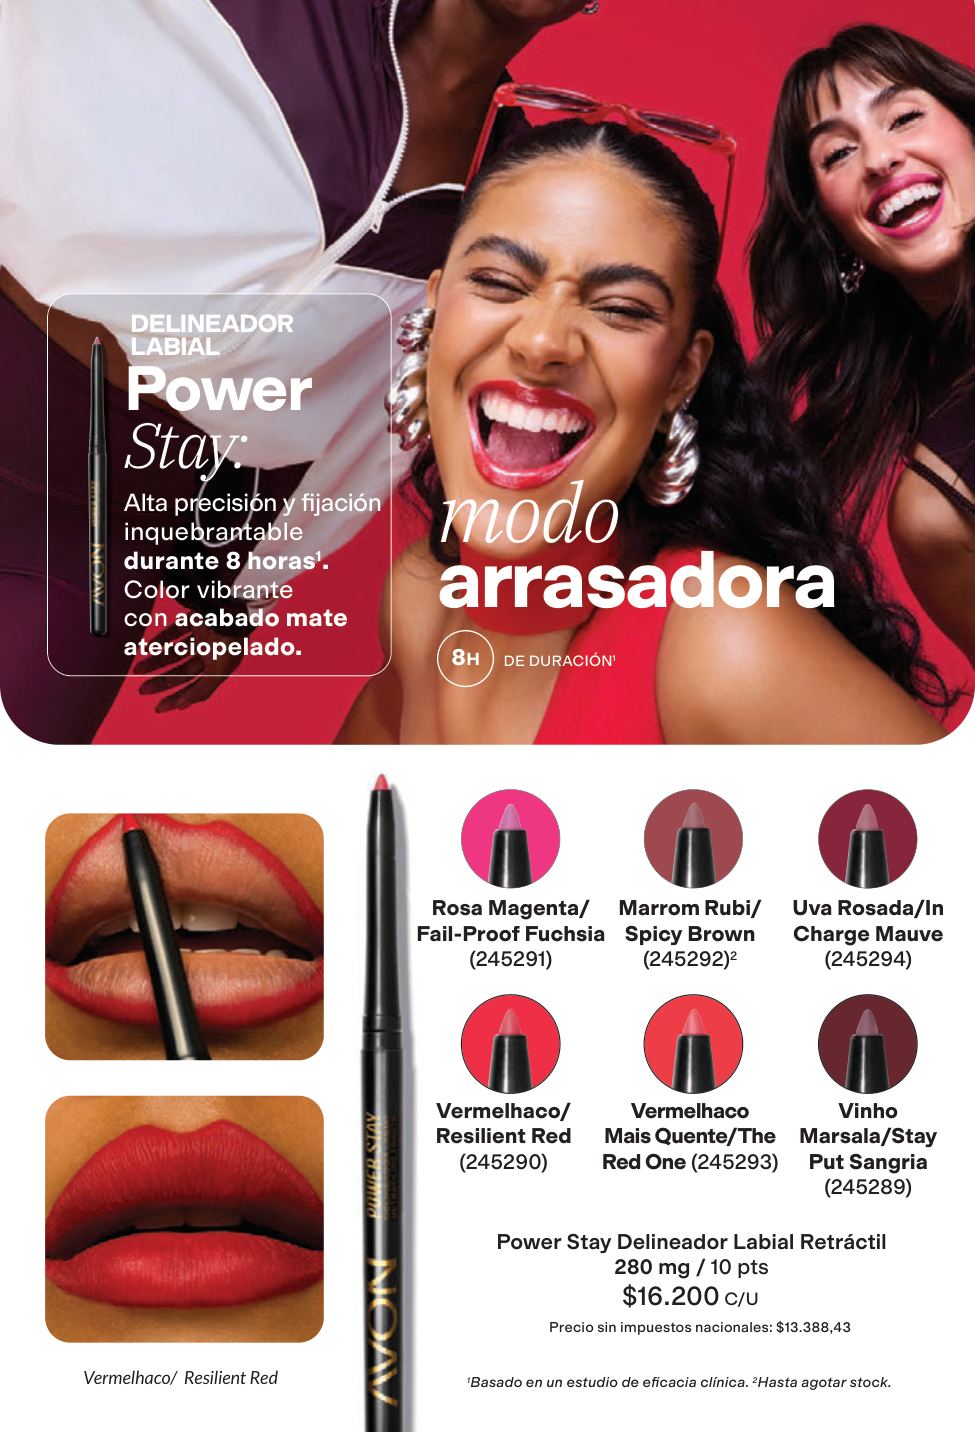 DELINEADOR
LABIAL
Power
Stay:
Alta precisión y fijación
inquebrantable
durante 8 horas¹.
Color vibrante
con acabado mate
aterciopelado.
AVON
modo
arrasadora
8H DE DURACIÓN¹
Rosa Magenta/
Fail-Proof Fuchsia
(245291)
Marrom Rubi/
Spicy Brown
(245292)²
Uva Rosada/In
Charge Mauve
(245294)
Vermelhaco/
Resilient Red
(245290)
Vermelhaco
Mais Quente/The
Red One (245293)
Vinho
Marsala/Stay
Put Sangria
(245289)
POWER STAY
AVON
Power Stay Delineador Labial Retráctil
280 mg / 10 pts
$16.200 C/U
Precio sin impuestos nacionales: $13.388,43
Vermelhaco/ Resilient Red
¹Basado en un estudio de eficacia clínica. ²Hasta agotar stock.